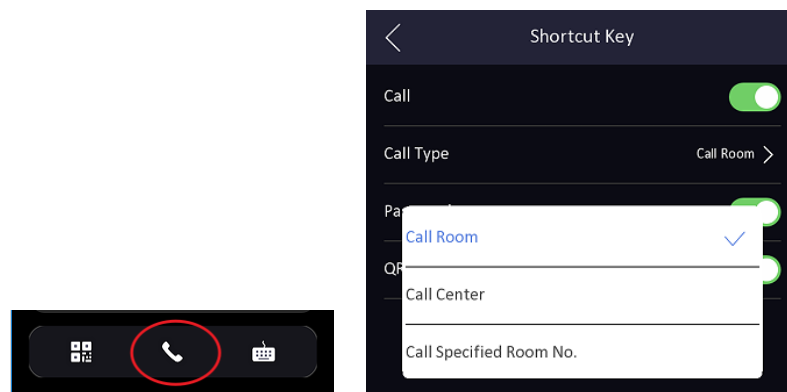 Shortcut Key
Call
Call Type Call Room
Call Room
Call Center
Call Specified Room No.